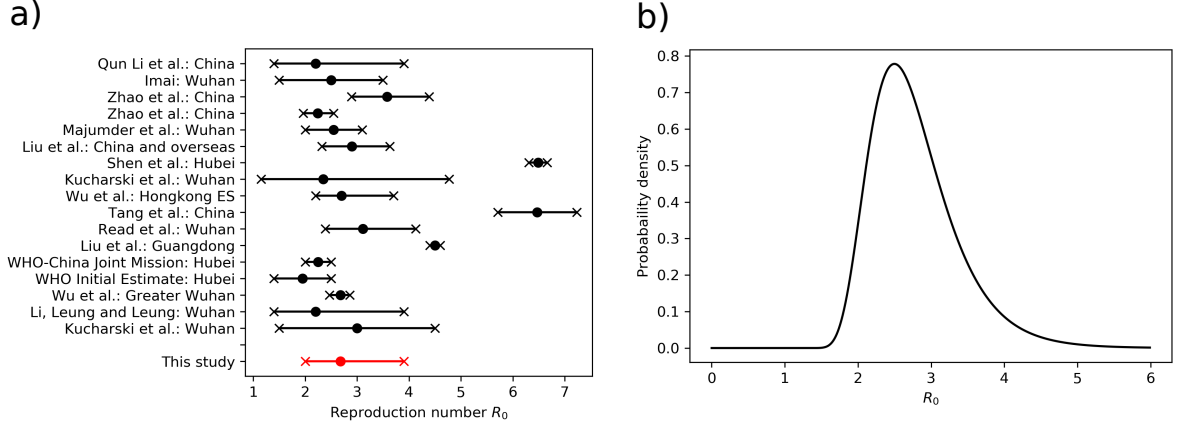 a)
Qun Li et al.: China
Imai: Wuhan
Zhao et al.: China
Zhao et al.: China
Majumder et al.: Wuhan
Liu et al.: China and overseas
Shen et al.: Hubei
Kucharski et al.: Wuhan
Wu et al.: Hongkong ES
Tang et al.: China
Read et al.: Wuhan
Liu et al.: Guangdong
WHO-China Joint Mission: Hubei
WHO Initial Estimate: Hubei
Wu et al.: Greater Wuhan
Li, Leung and Leung: Wuhan
Kucharski et al.: Wuhan
This study
1 2 3 4 5 6 7
Reproduction number R₀
b)
0.8
0.7
0.6
0.5
0.4
0.3
0.2
0.1
0.0
Probabaility density
0 1 2 3 4 5 6
R₀